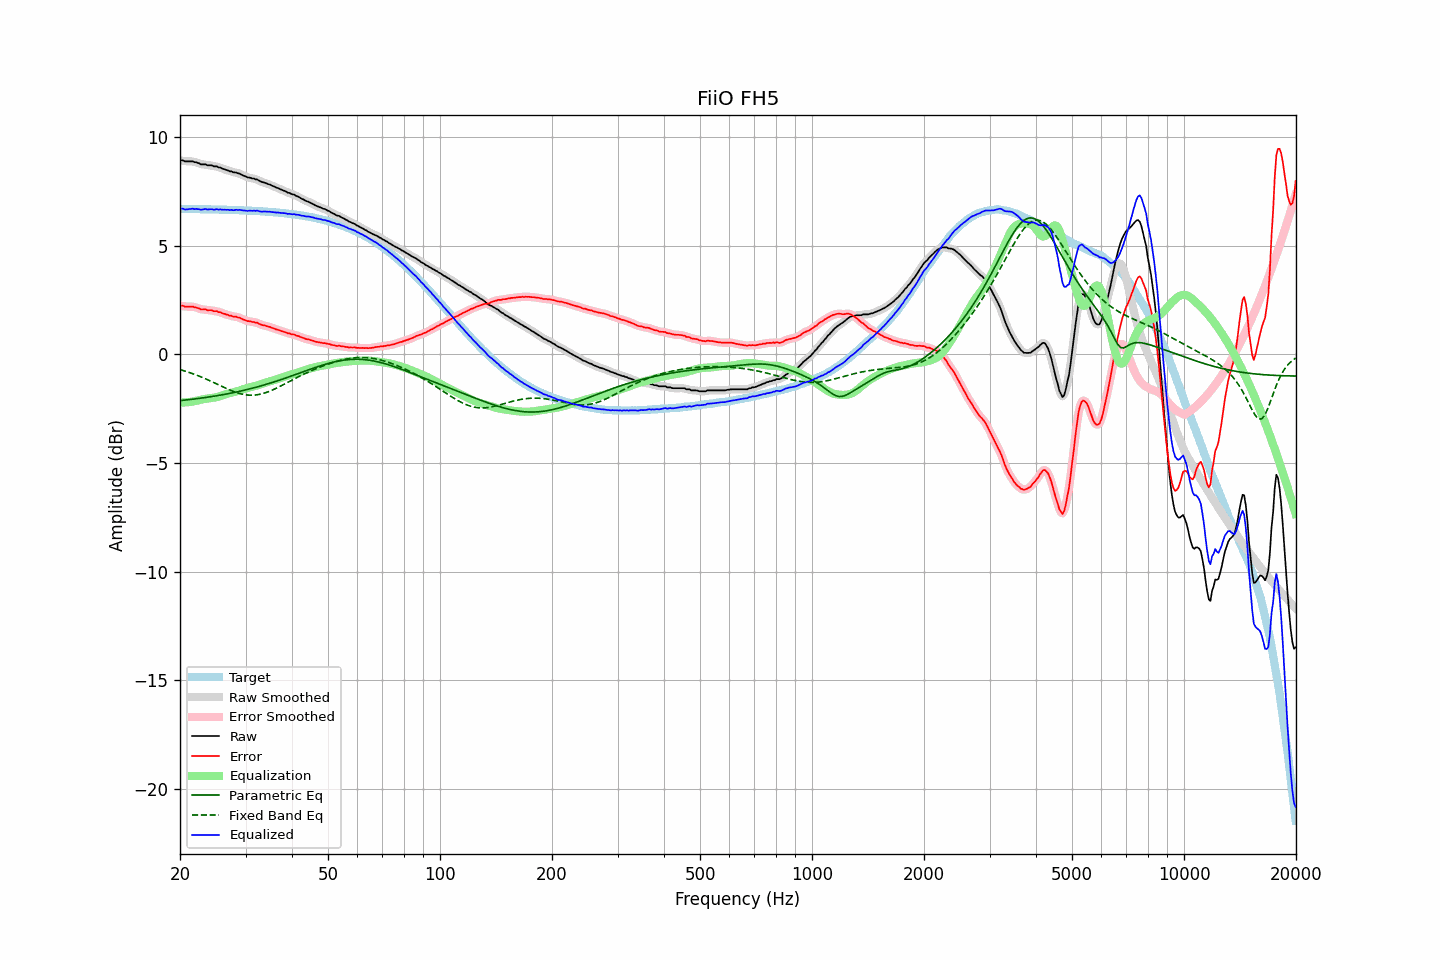 FiiO FH5
Amplitude (dBr)
10
5
0
−5
−10
−15
−20
Target
Raw Smoothed
Error Smoothed
Raw
Error
Equalization
Parametric Eq
Fixed Band Eq
Equalized
20 50 100 200 500 1000 2000 5000 10000 20000
Frequency (Hz)